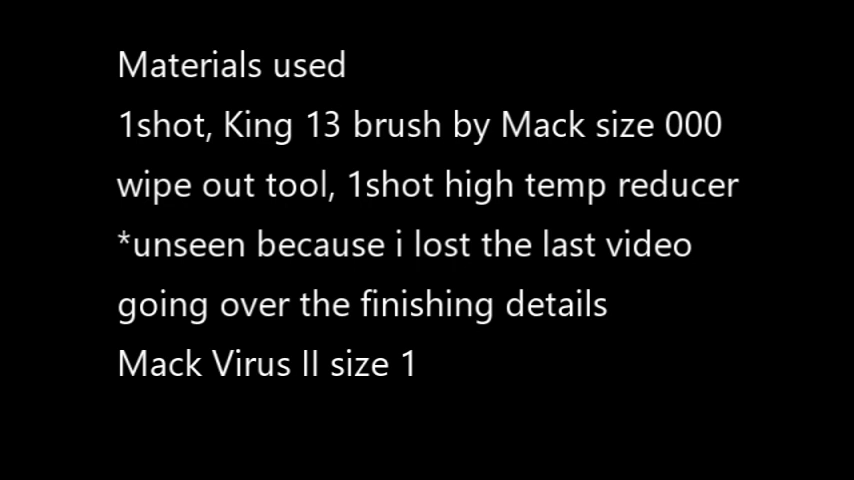 Materials used
1shot, King 13 brush by Mack size 000
wipe out tool, 1shot high temp reducer
*unseen because i lost the last video
going over the finishing details
Mack Virus II size 1